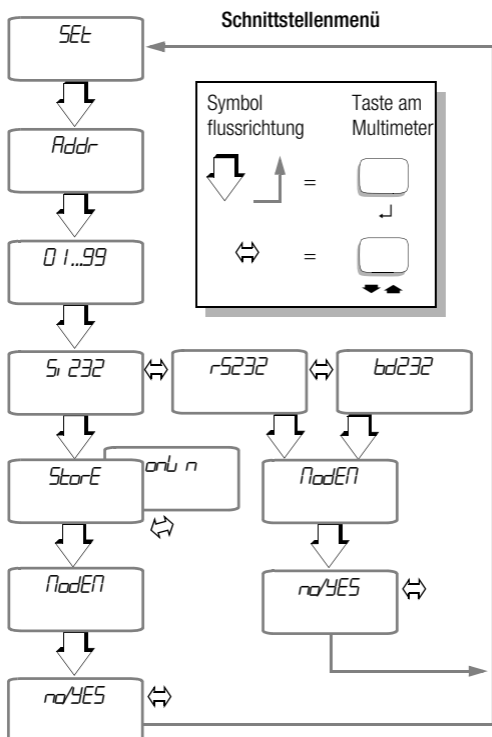 Schnittstellenmenü
SEt
Addr
01...99
Si 232
rS232
bd232
StorE
onLi n
ModEM
no/YES
ModEM
no/YES
Symbol
flussrichtung
=
=
Taste am
Multimeter